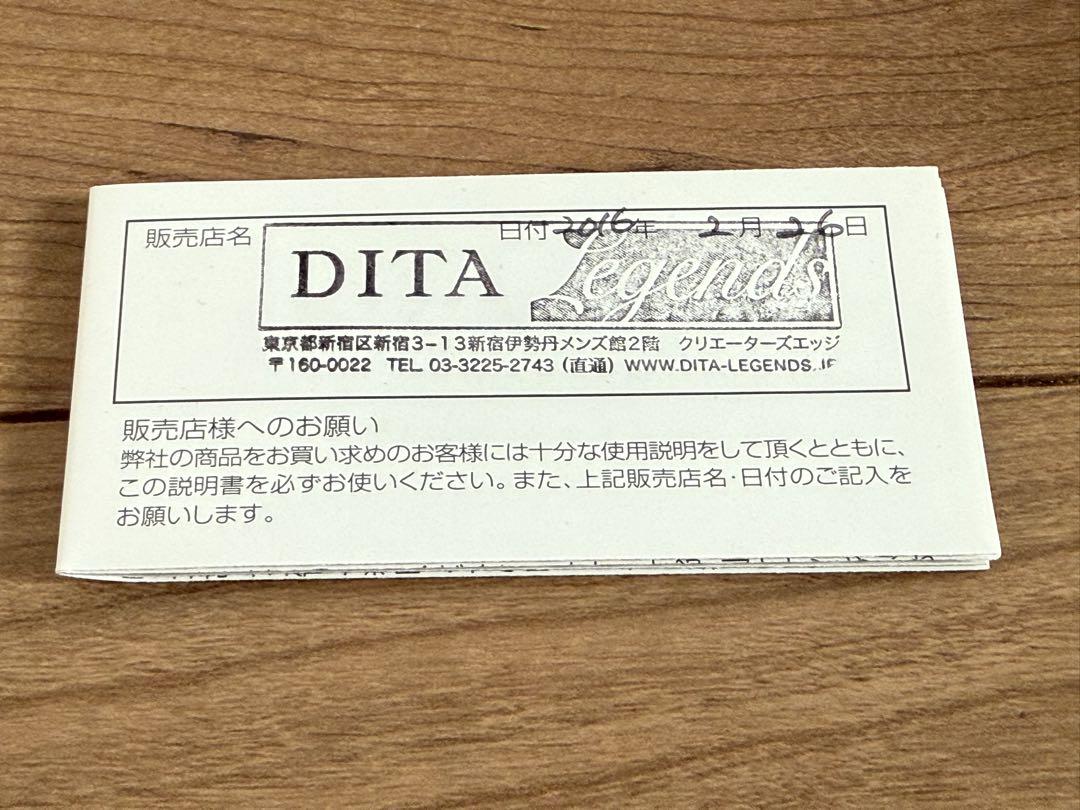 販売店名 日付 2016年 2月 26日
DITA Legends
東京都新宿区新宿3-13新宿伊勢丹メンズ館2階 クリエーターズエッジ
〒160-0022 TEL 03-3225-2743 (直通) WWW.DITA-LEGENDS.JP
販売店様へのお願い
弊社の商品をお買い求めのお客様には十分な使用説明をして頂くとともに、
この説明書を必ずお使いください。また、上記販売店名・日付のご記入を
お願いします。